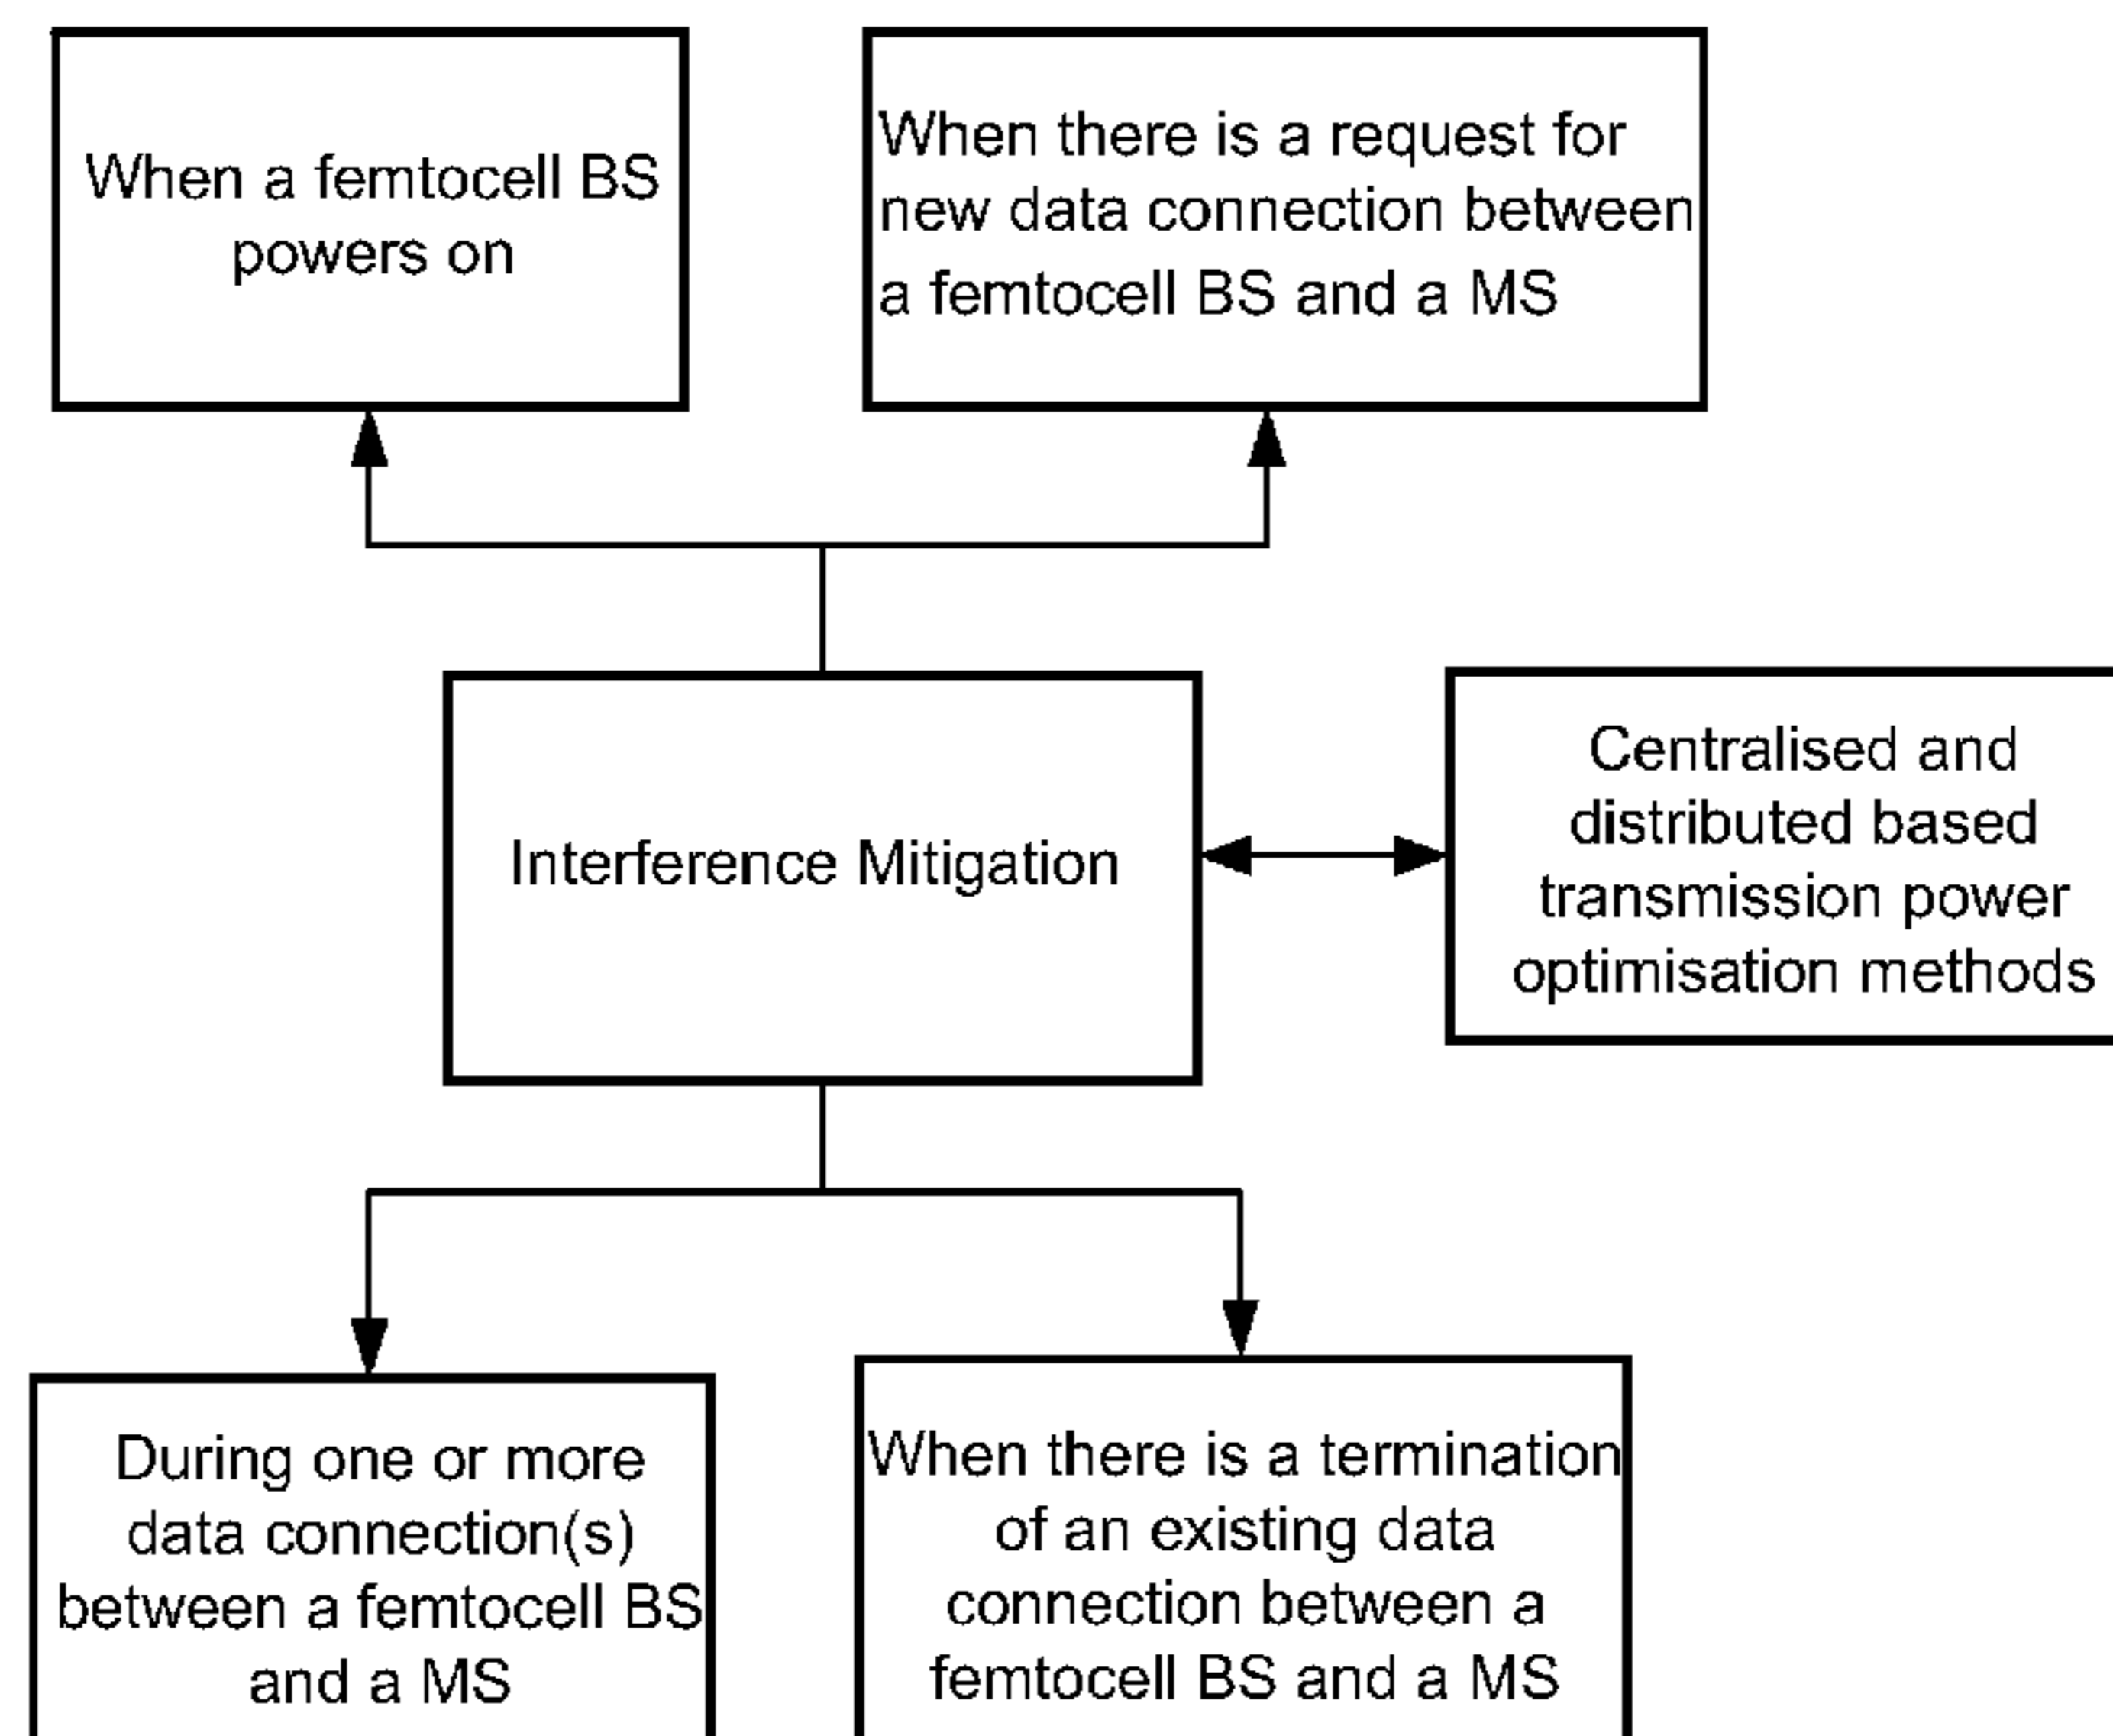 When a femtocell BS
powers on
When there is a request for
new data connection between
a femtocell BS and a MS
Interference Mitigation
Centralised and
distributed based
transmission power
optimisation methods
During one or more
data connection(s)
between a femtocell BS
and a MS
When there is a termination
of an existing data
connection between a
femtocell BS and a MS